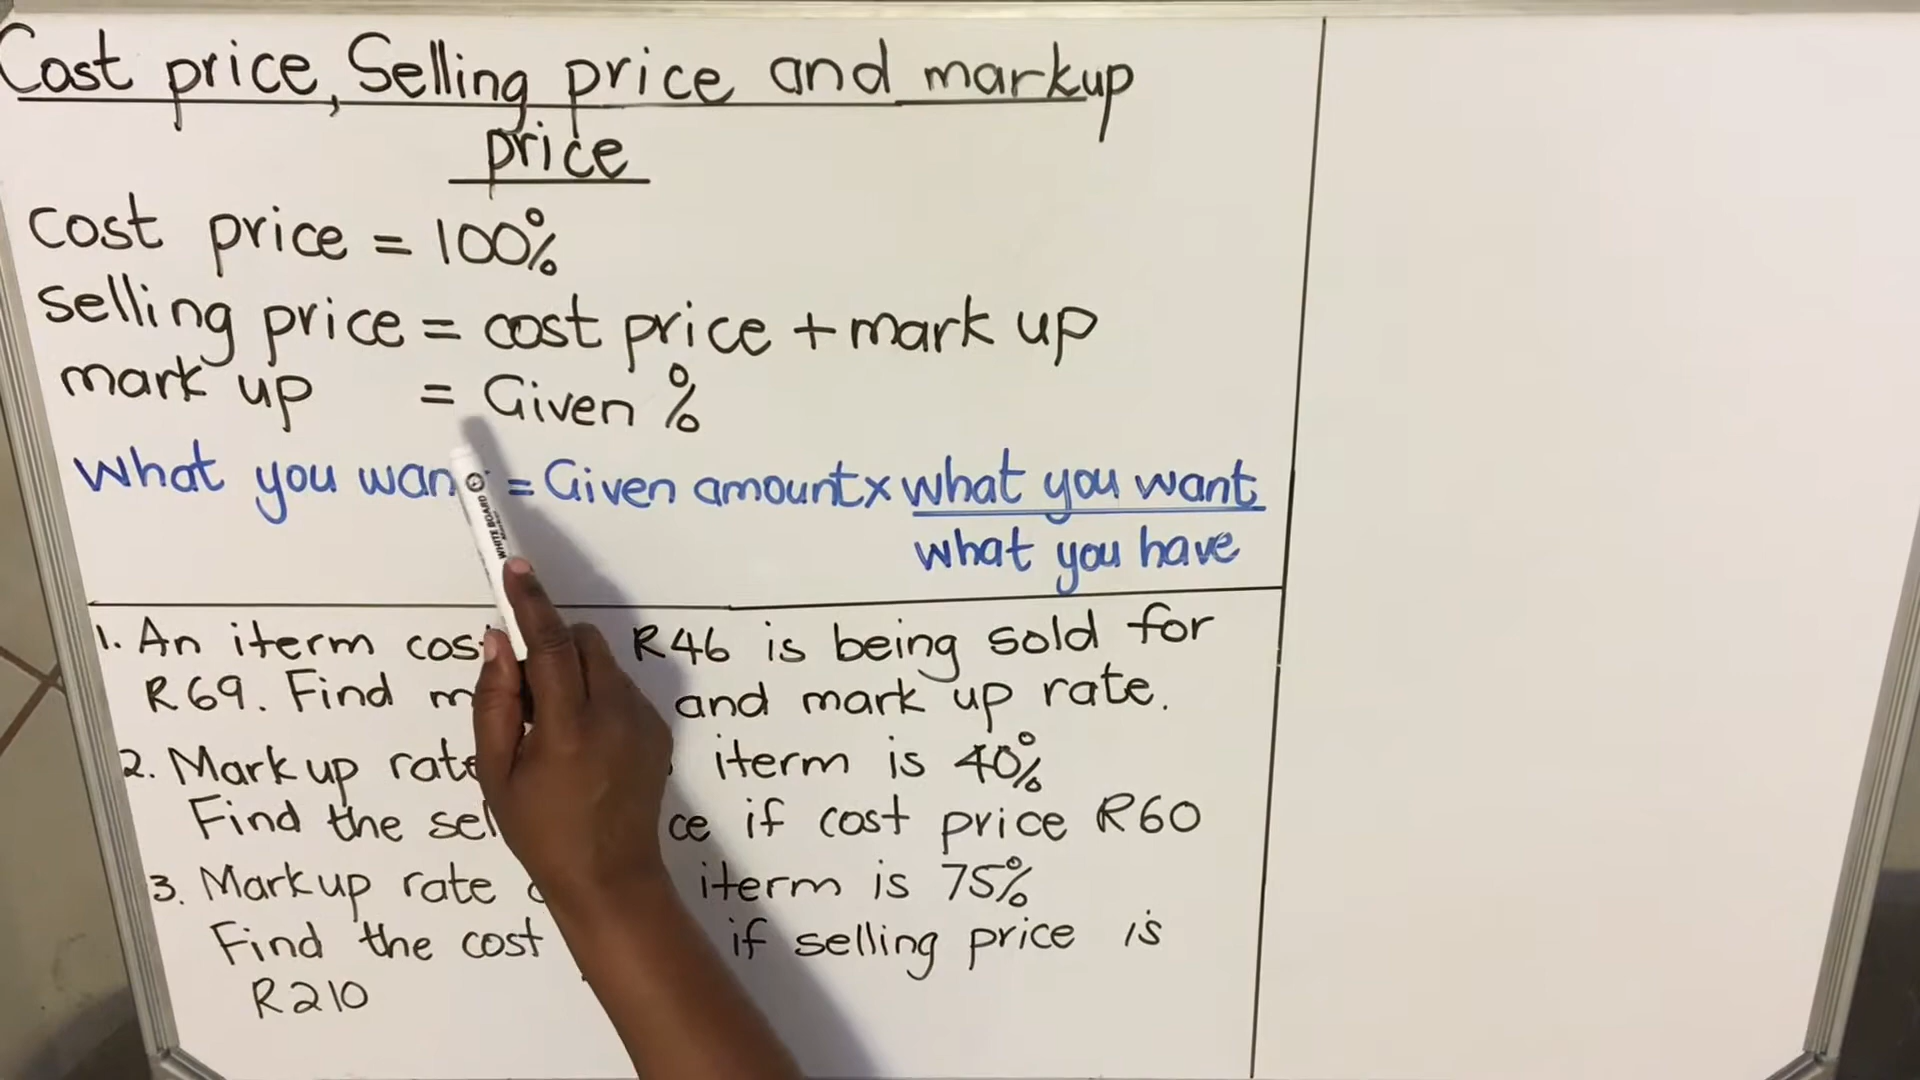 Cost price, Selling price and markup
price
cost price = 100%
selling price = cost price + mark up
mark up = Given %
What you wan = Given amount x what you want
what you have
WHITE BOARD
1. An iterm cos R46 is being sold for
R69. Find m and mark up rate.
2. Mark up rate iterm is 40%
Find the sel ce if cost price R60
3. Markup rate iterm is 75%
Find the cost if selling price is
R210